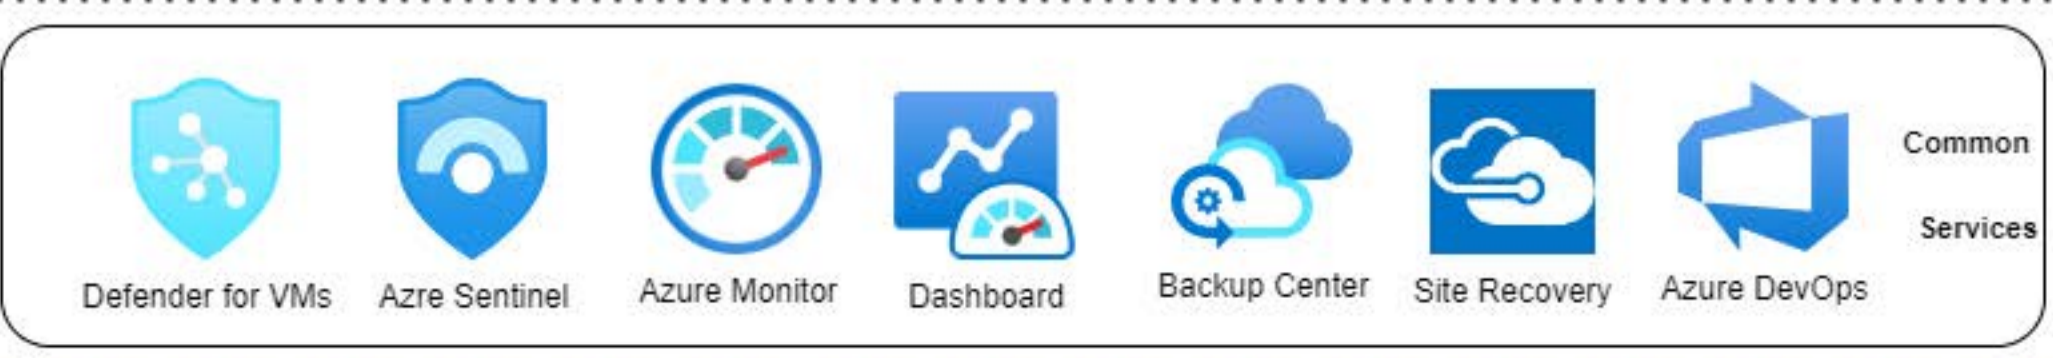 Defender for VMs
Azre Sentinel
Azure Monitor
Dashboard
Backup Center
Site Recovery
Azure DevOps
Common
Services